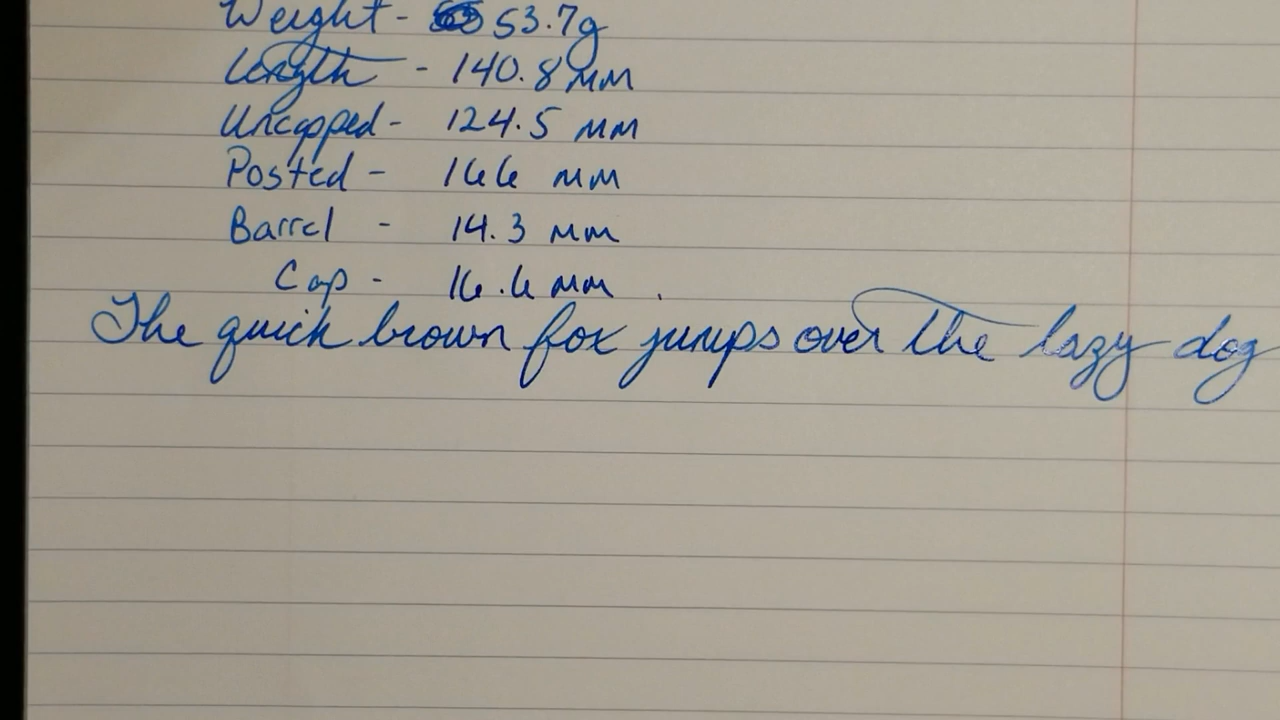 Weight - 53.7g
Length - 140.8 mm
Uncapped - 124.5 mm
Posted - 166 mm
Barrel - 14.3 mm
Cap - 16.6 mm .
The quick brown fox jumps over the lazy dog